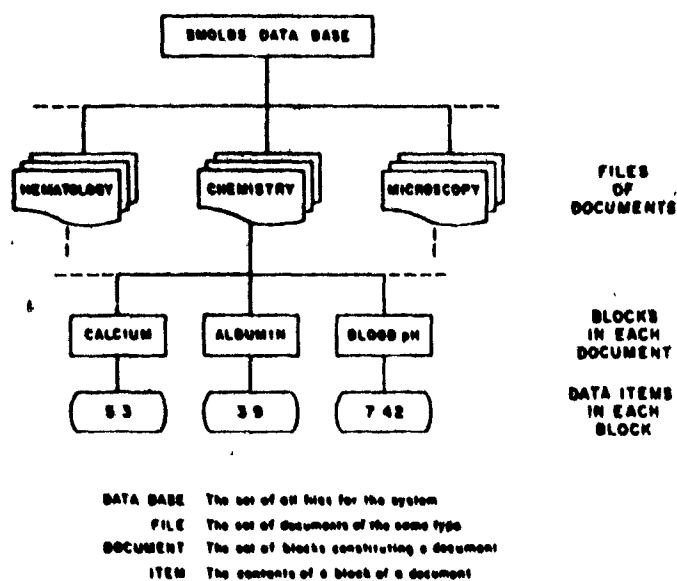 SMOLDS DATA BASE
HEMATOLOGY
CHEMISTRY
MICROSCOPY
FILES
OF
DOCUMENTS
CALCIUM
ALBUMIN
BLOOD pH
BLOCKS
IN EACH
DOCUMENT
5 3
3 9
7 42
DATA ITEMS
IN EACH
BLOCK
DATA BASE The set of all files for the system
FILE The set of documents of the same type
DOCUMENT The set of blocks constituting a document
ITEM The contents of a block of a document